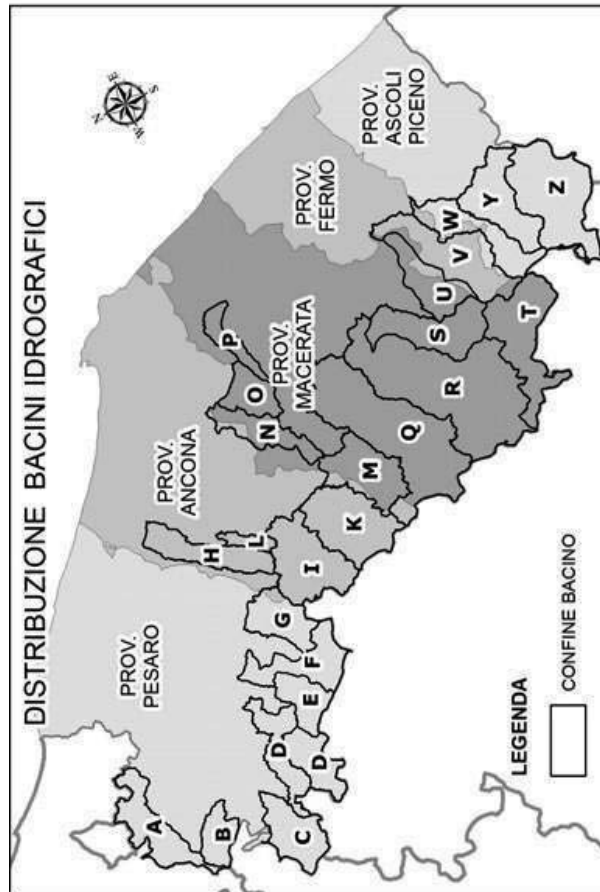 DISTRIBUZIONE BACINI IDROGRAFICI
N
E
S
W
PROV.
PESARO
PROV.
ANCONA
PROV.
MACERATA
PROV.
FERMO
PROV.
ASCOLI
PICENO
A
B
C
D
D
E
F
G
H
L
I
K
M
N
O
P
Q
R
S
T
U
V
W
Y
Z
LEGENDA
CONFINE BACINO